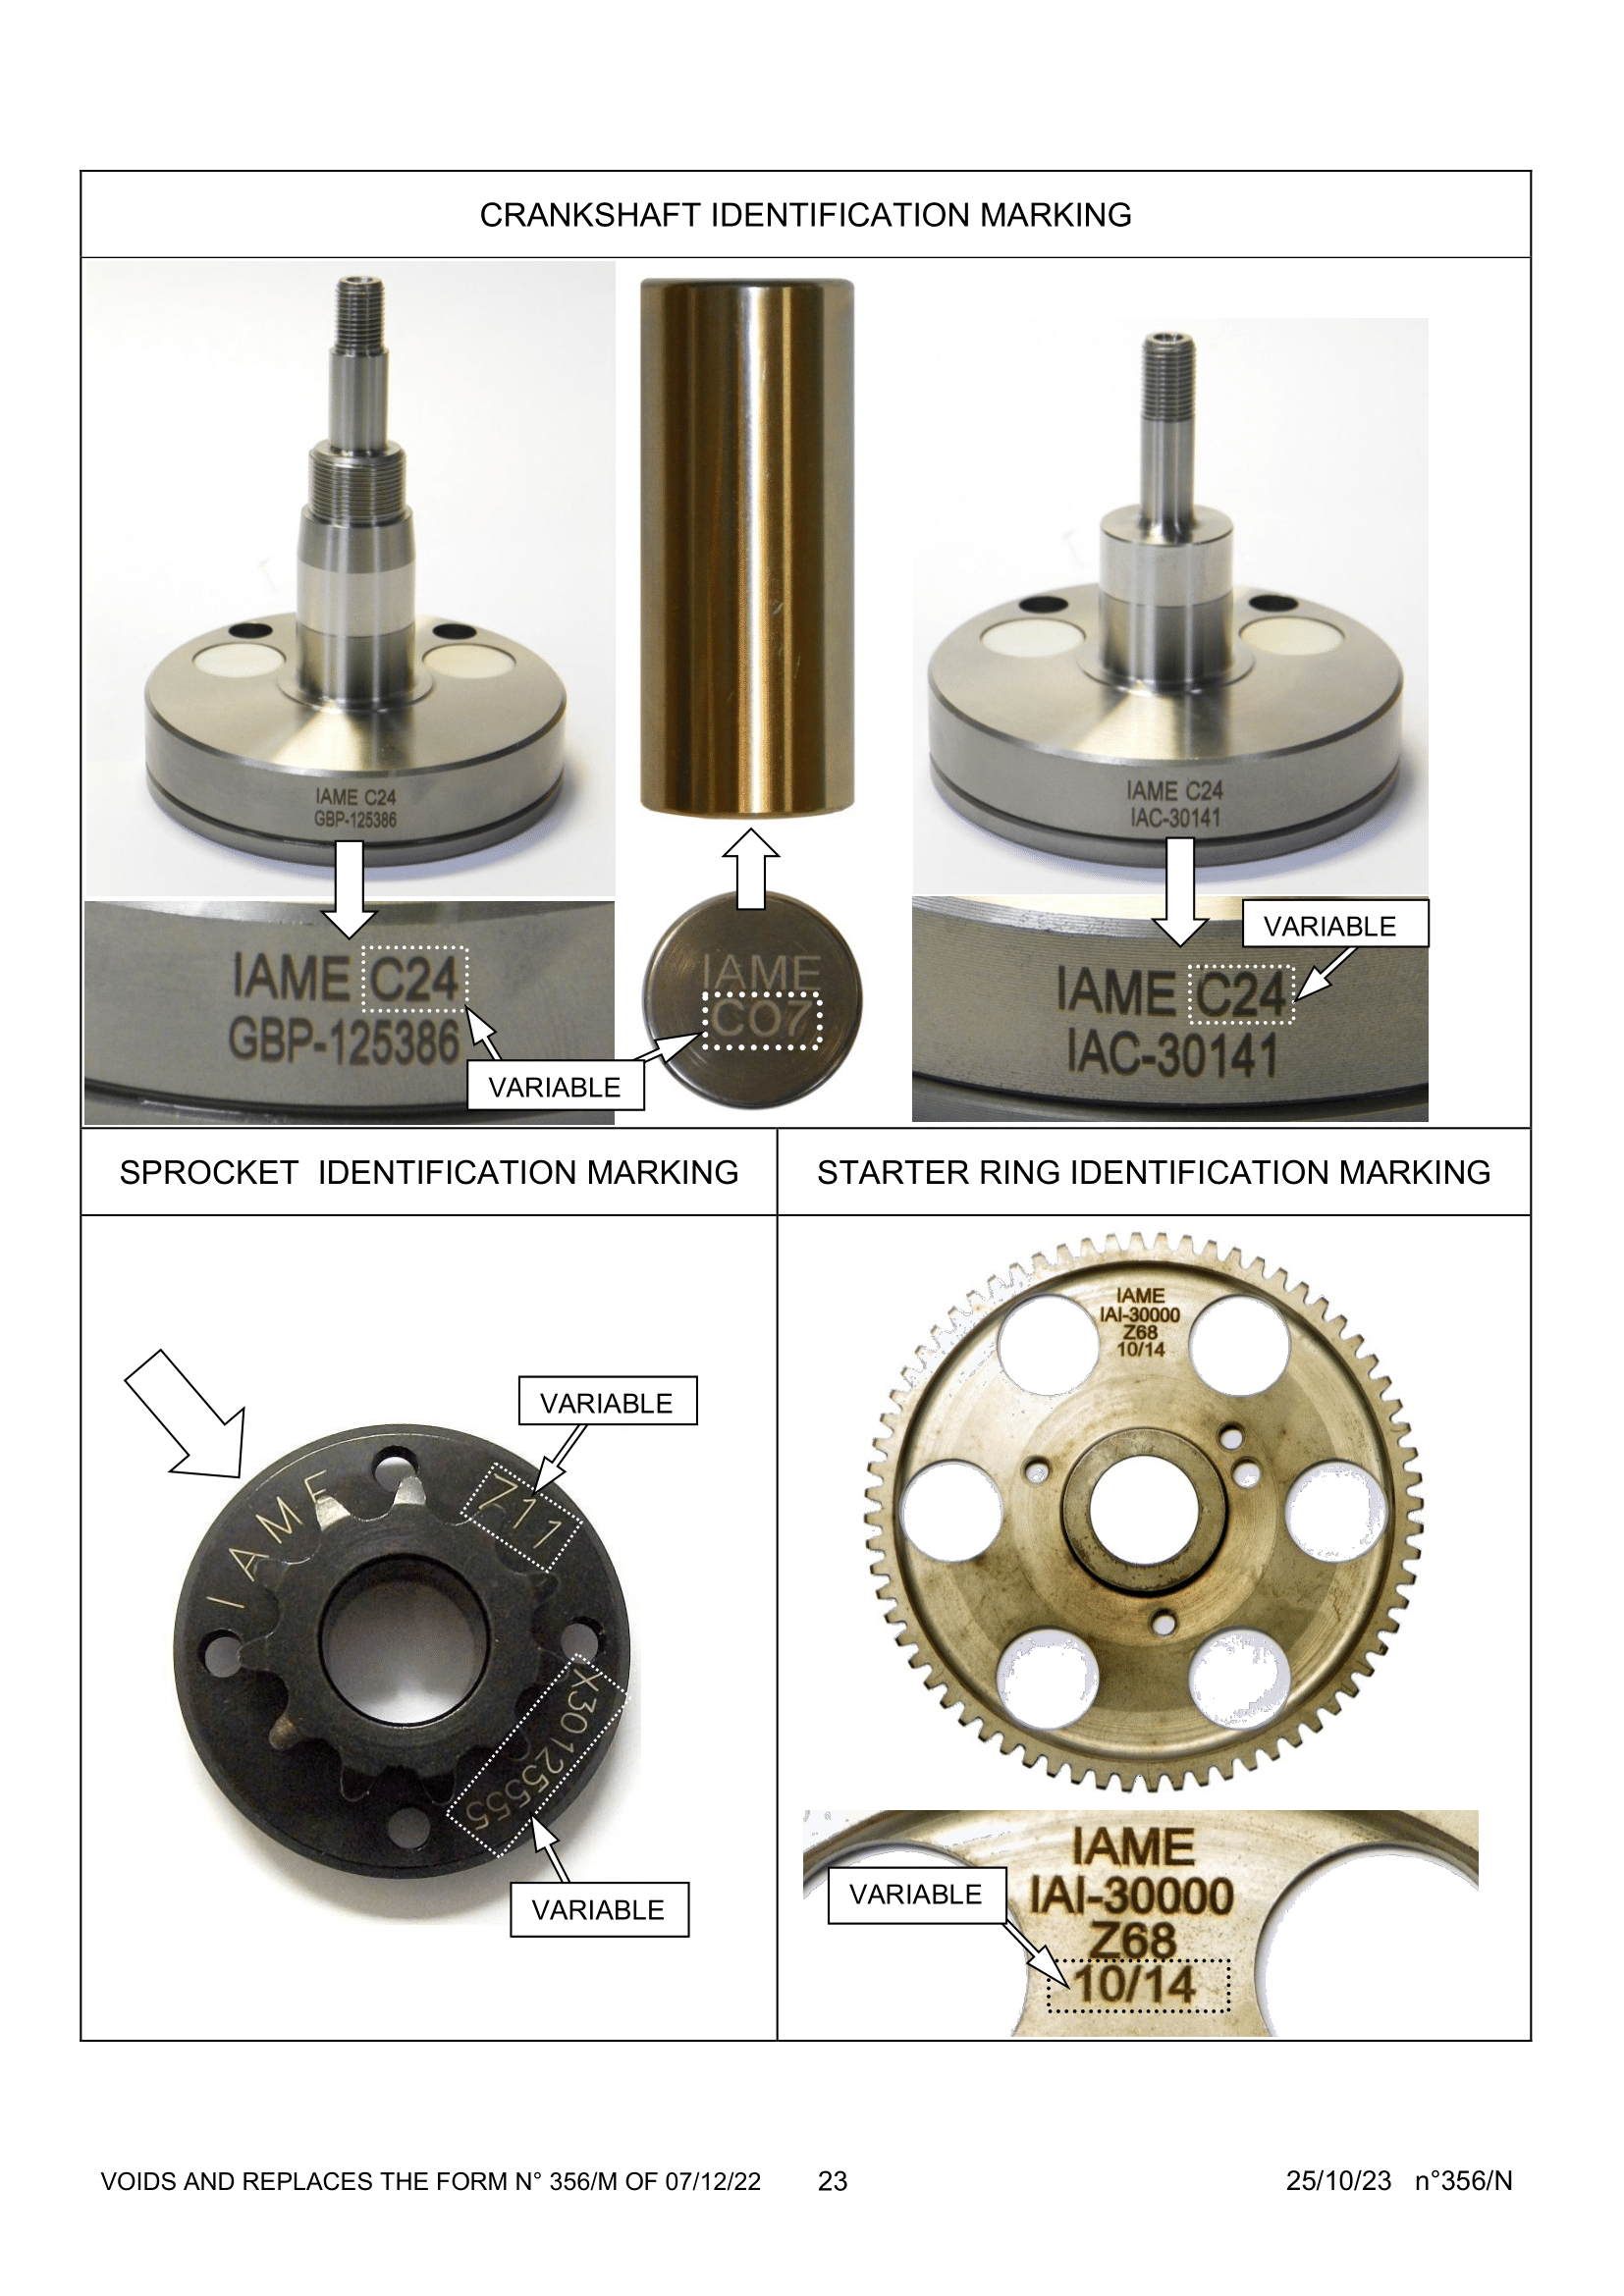 CRANKSHAFT IDENTIFICATION MARKING
IAME C24
GBP-125386
IAME C24
IAC-30141
IAME C24
GBP-125386
VARIABLE
IAME
CO7
VARIABLE
IAME C24
IAC-30141
SPROCKET IDENTIFICATION MARKING
STARTER RING IDENTIFICATION MARKING
VARIABLE
IAME
Z11
X30125555
VARIABLE
IAME
IAI-30000
Z68
10/14
VARIABLE
IAME
IAI-30000
Z68
10/14
VOIDS AND REPLACES THE FORM N° 356/M OF 07/12/22
23
25/10/23 n°356/N